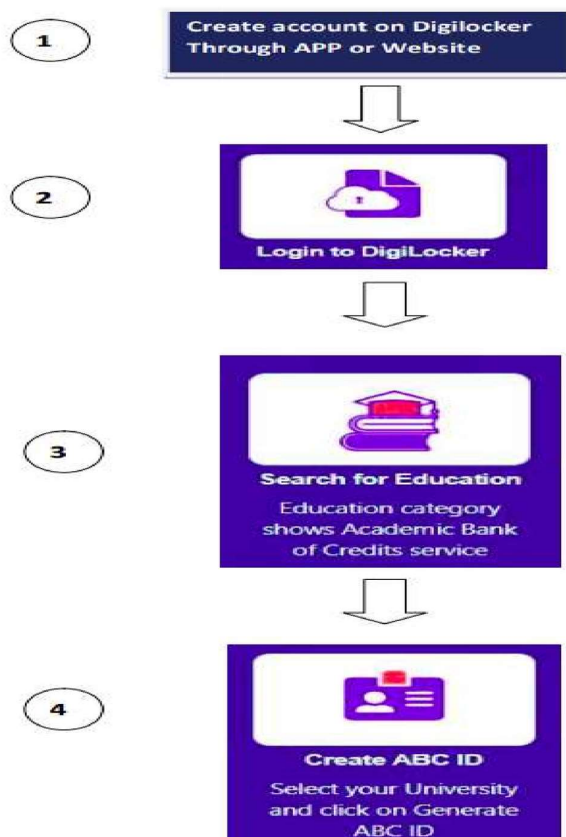 1
Create account on Digilocker
Through APP or Website
2
Login to DigiLocker
3
Search for Education
Education category
shows Academic Bank
of Credits service
4
Create ABC ID
Select your University
and click on Generate
ABC ID